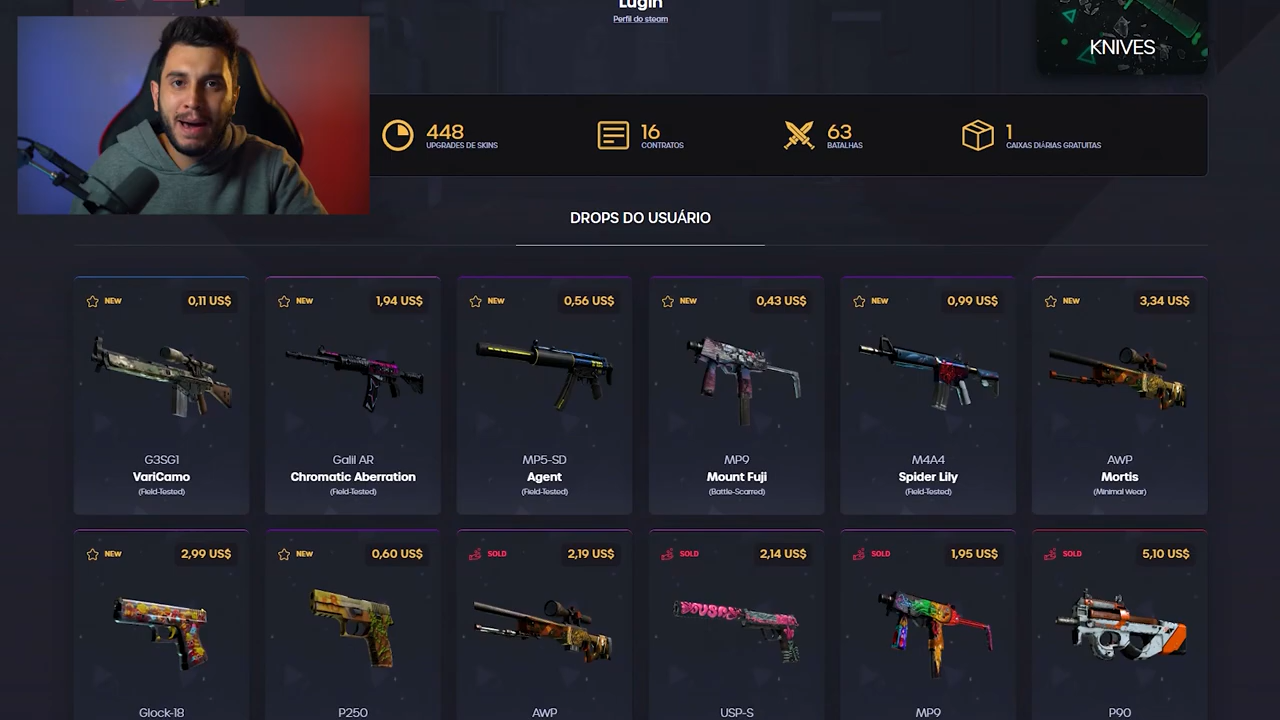 Lugin
Perfil do steam
KNIVES
448
UPGRADES DE SKINS
16
CONTRATOS
63
BATALHAS
1
CAIXAS DIÁRIAS GRATUITAS
DROPS DO USUÁRIO
NEW 0,11 US$
G3SG1
VariCamo
(Field-Tested)
NEW 1,94 US$
Galil AR
Chromatic Aberration
(Field-Tested)
NEW 0,56 US$
MP5-SD
Agent
(Field-Tested)
NEW 0,43 US$
MP9
Mount Fuji
(Battle-Scarred)
NEW 0,99 US$
M4A4
Spider Lily
(Field-Tested)
NEW 3,34 US$
AWP
Mortis
(Minimal Wear)
NEW 2,99 US$
Glock-18
NEW 0,60 US$
P250
SOLD 2,19 US$
AWP
SOLD 2,14 US$
USP-S
SOLD 1,95 US$
MP9
SOLD 5,10 US$
P90